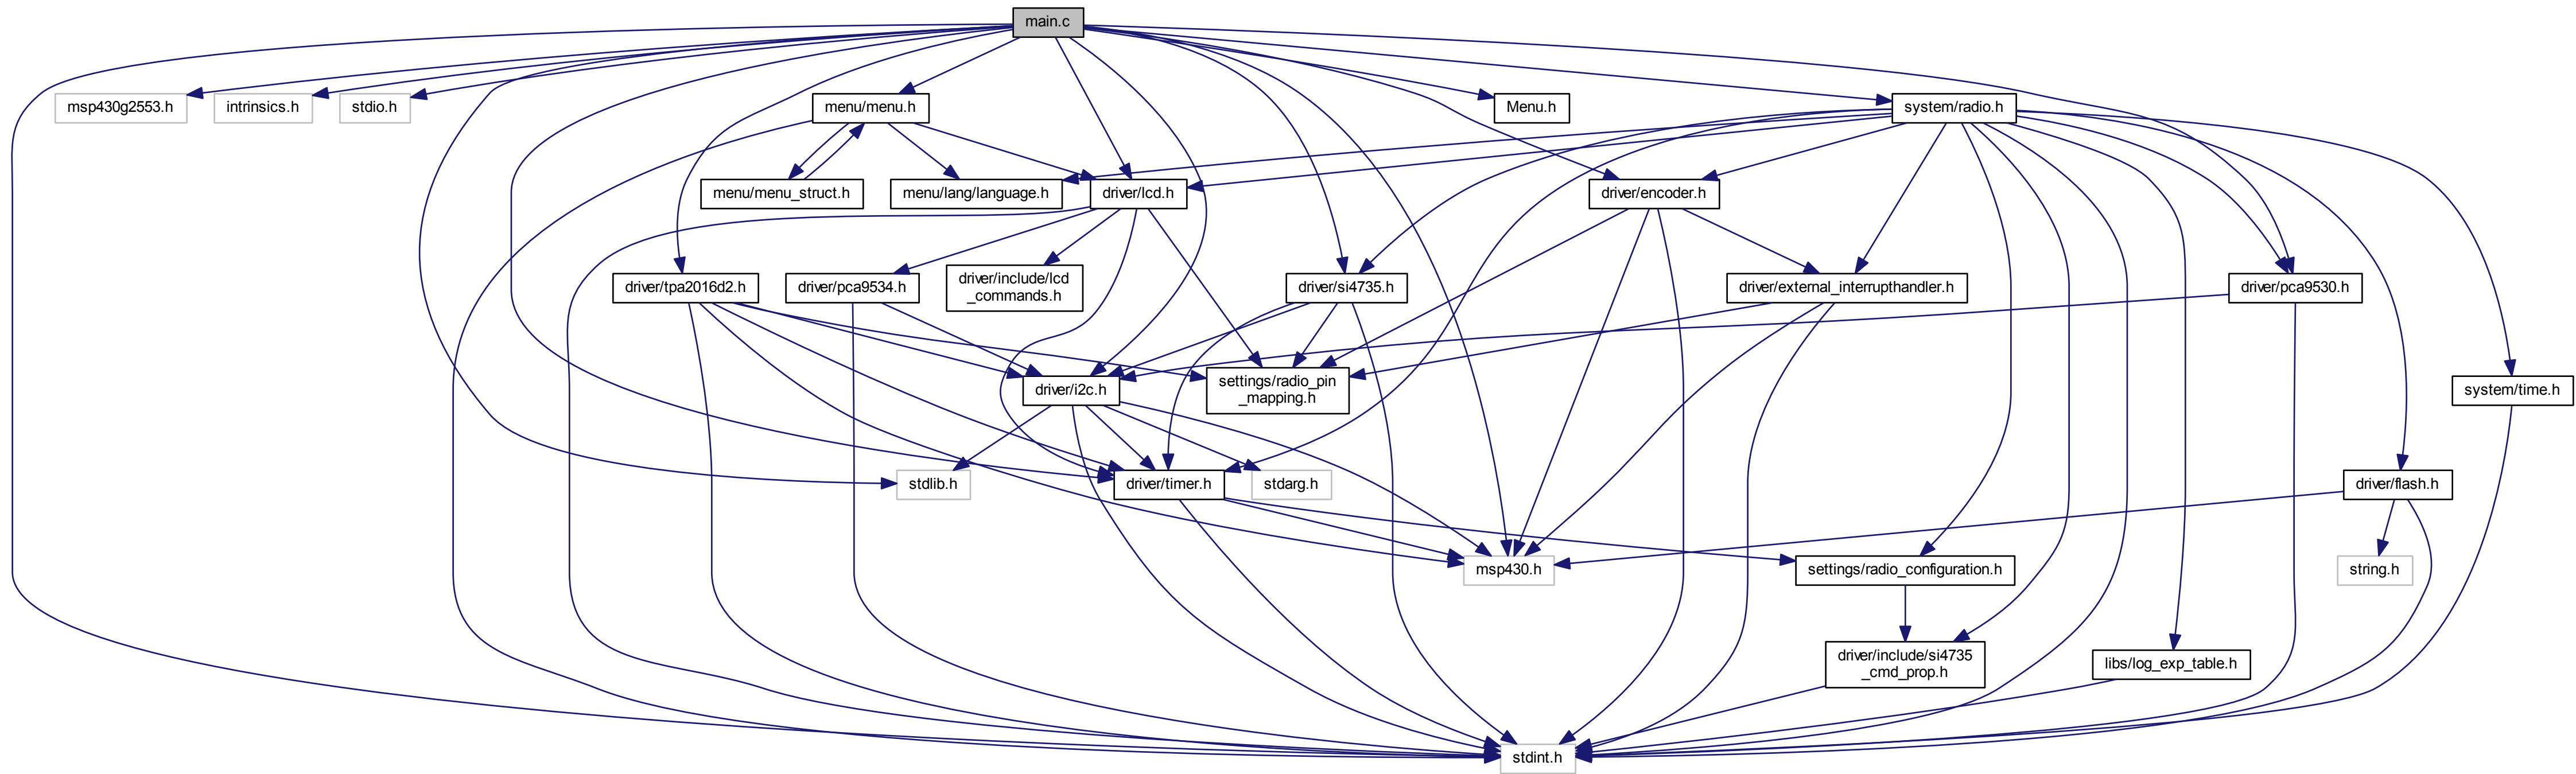 main.c
msp430g2553.h
intrinsics.h
stdio.h
menu/menu.h
Menu.h
system/radio.h
menu/menu_struct.h
menu/lang/language.h
driver/lcd.h
driver/encoder.h
driver/tpa2016d2.h
driver/pca9534.h
driver/include/lcd
_commands.h
driver/si4735.h
driver/external_interrupthandler.h
driver/pca9530.h
driver/i2c.h
settings/radio_pin
_mapping.h
system/time.h
stdlib.h
driver/timer.h
stdarg.h
driver/flash.h
msp430.h
settings/radio_configuration.h
string.h
driver/include/si4735
_cmd_prop.h
libs/log_exp_table.h
stdint.h